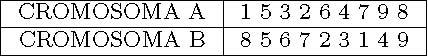 CROMOSOMA A 1 5 3 2 6 4 7 9 8
CROMOSOMA B 8 5 6 7 2 3 1 4 9